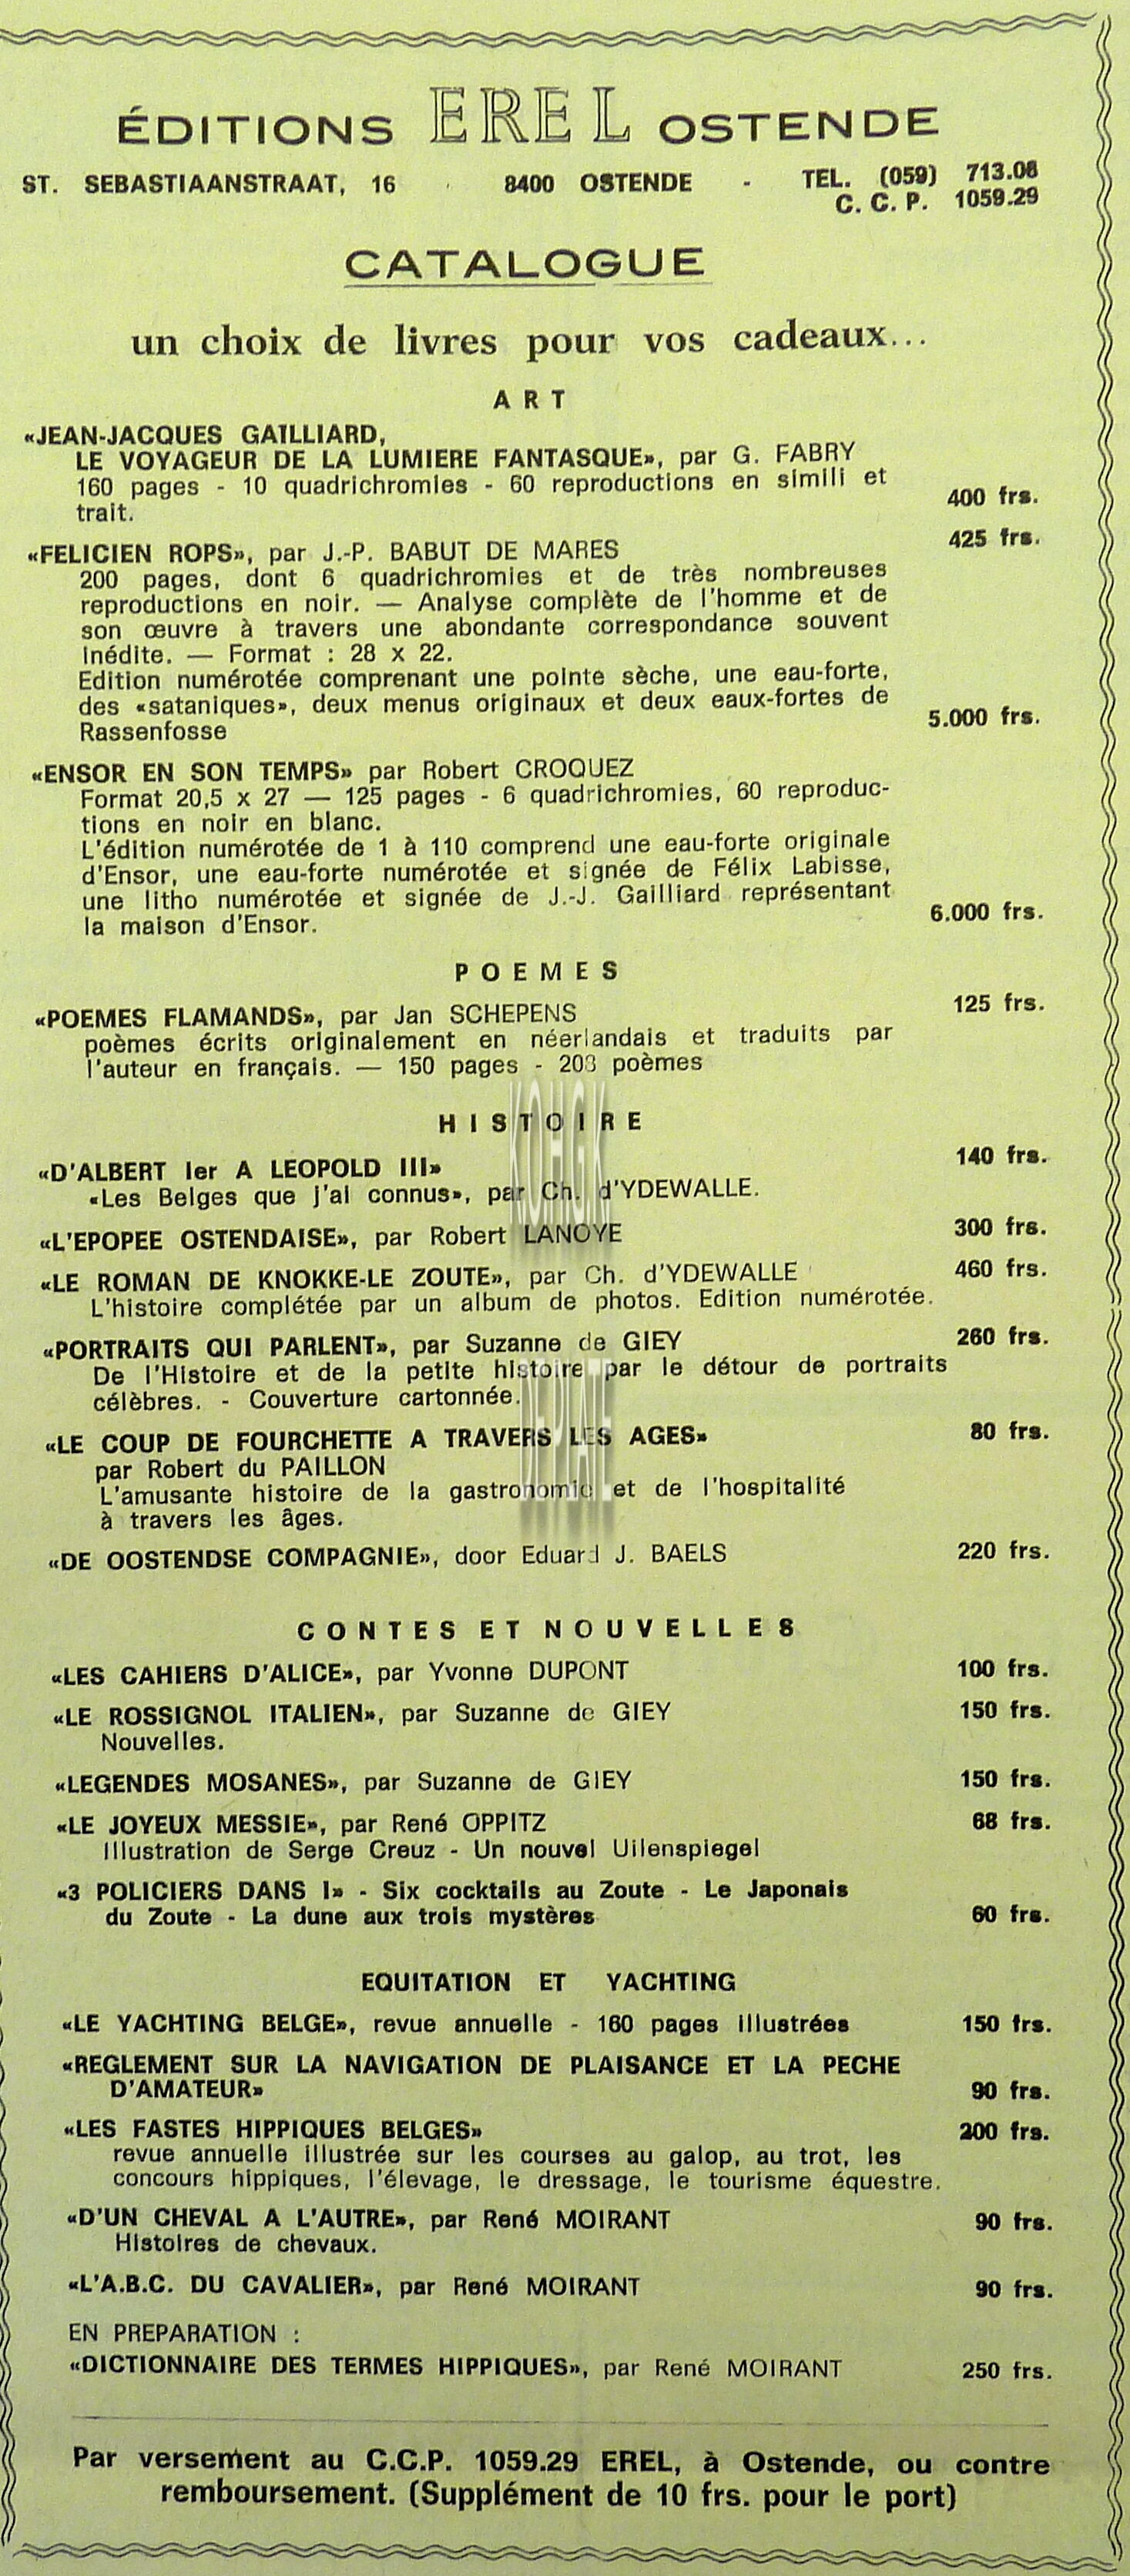 ÉDITIONS EREL OSTENDE
ST. SEBASTIAANSTRAAT, 16 8400 OSTENDE - TEL. (059) 713.08
C. C. P. 1059.29
CATALOGUE
un choix de livres pour vos cadeaux...
ART
«JEAN-JACQUES GAILLIARD,
LE VOYAGEUR DE LA LUMIERE FANTASQUE», par G. FABRY
160 pages - 10 quadrichromies - 60 reproductions en simili et
trait. 400 frs.
«FELICIEN ROPS», par J.-P. BABUT DE MARES 425 frs.
200 pages, dont 6 quadrichromies et de très nombreuses
reproductions en noir. — Analyse complète de l'homme et de
son œuvre à travers une abondante correspondance souvent
inédite. — Format : 28 x 22.
Edition numérotée comprenant une pointe sèche, une eau-forte,
des «sataniques», deux menus originaux et deux eaux-fortes de
Rassenfosse 5.000 frs.
«ENSOR EN SON TEMPS» par Robert CROQUEZ
Format 20,5 x 27 — 125 pages - 6 quadrichromies, 60 reproduc-
tions en noir en blanc.
L'édition numérotée de 1 à 110 comprend une eau-forte originale
d'Ensor, une eau-forte numérotée et signée de Félix Labisse,
une litho numérotée et signée de J.-J. Gailliard représentant
la maison d'Ensor. 6.000 frs.
POEMES
«POEMES FLAMANDS», par Jan SCHEPENS 125 frs.
poèmes écrits originalement en néerlandais et traduits par
l'auteur en français. — 150 pages - 203 poèmes
HISTOIRE
«D'ALBERT Ier A LEOPOLD III» 140 frs.
«Les Belges que j'ai connus», par Ch. d'YDEWALLE.
«L'EPOPEE OSTENDAISE», par Robert LANOYE 300 frs.
«LE ROMAN DE KNOKKE-LE ZOUTE», par Ch. d'YDEWALLE 460 frs.
L'histoire complétée par un album de photos. Edition numérotée.
«PORTRAITS QUI PARLENT», par Suzanne de GIEY 260 frs.
De l'Histoire et de la petite histoire par le détour de portraits
célèbres. - Couverture cartonnée.
«LE COUP DE FOURCHETTE A TRAVERS LES AGES» 80 frs.
par Robert du PAILLON
L'amusante histoire de la gastronomie et de l'hospitalité
à travers les âges.
«DE OOSTENDSE COMPAGNIE», door Eduard J. BAELS 220 frs.
CONTES ET NOUVELLES
«LES CAHIERS D'ALICE», par Yvonne DUPONT 100 frs.
«LE ROSSIGNOL ITALIEN», par Suzanne de GIEY 150 frs.
Nouvelles.
«LEGENDES MOSANES», par Suzanne de GIEY 150 frs.
«LE JOYEUX MESSIE», par René OPPITZ 68 frs.
Illustration de Serge Creuz - Un nouvel Uilenspiegel
«3 POLICIERS DANS I» - Six cocktails au Zoute - Le Japonais
du Zoute - La dune aux trois mystères 60 frs.
EQUITATION ET YACHTING
«LE YACHTING BELGE», revue annuelle - 160 pages illustrées 150 frs.
«REGLEMENT SUR LA NAVIGATION DE PLAISANCE ET LA PECHE
D'AMATEUR» 90 frs.
«LES FASTES HIPPIQUES BELGES» 200 frs.
revue annuelle illustrée sur les courses au galop, au trot, les
concours hippiques, l'élevage, le dressage, le tourisme équestre.
«D'UN CHEVAL A L'AUTRE», par René MOIRANT 90 frs.
Histoires de chevaux.
«L'A.B.C. DU CAVALIER», par René MOIRANT 90 frs.
EN PREPARATION :
«DICTIONNAIRE DES TERMES HIPPIQUES», par René MOIRANT 250 frs.
Par versement au C.C.P. 1059.29 EREL, à Ostende, ou contre
remboursement. (Supplément de 10 frs. pour le port)
KOHGK
DE PLATE